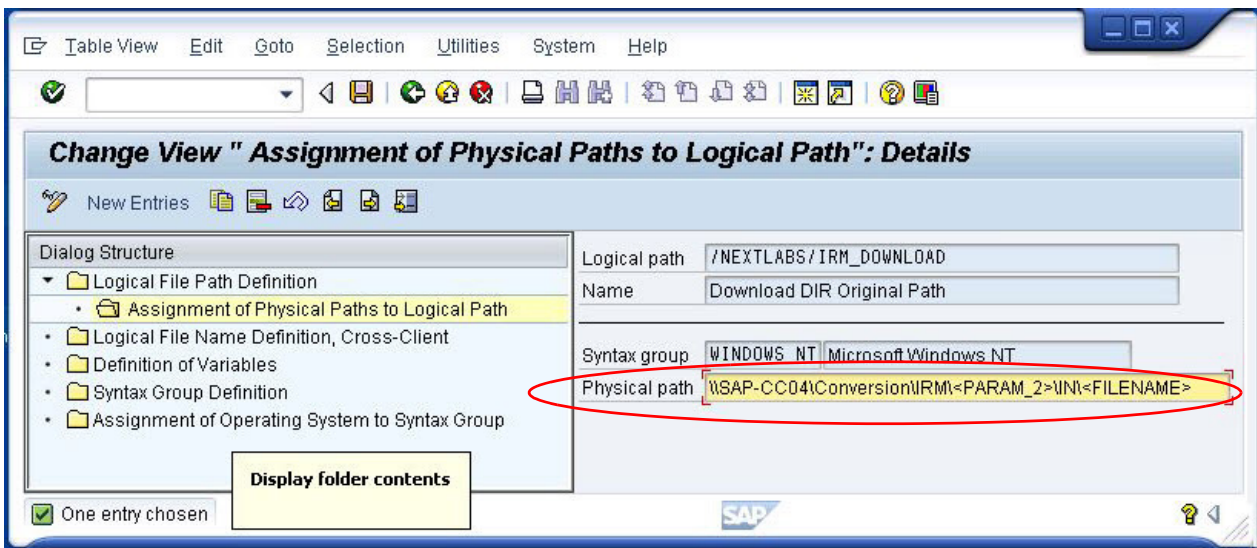 Table View Edit Goto Selection Utilities System Help
Change View " Assignment of Physical Paths to Logical Path": Details
New Entries
Dialog Structure
Logical File Path Definition
Assignment of Physical Paths to Logical Path
Logical File Name Definition, Cross-Client
Definition of Variables
Syntax Group Definition
Assignment of Operating System to Syntax Group
Logical path /NEXTLABS/IRM_DOWNLOAD
Name Download DIR Original Path
Syntax group WINDOWS NT Microsoft Windows NT
Physical path \\SAP-CC04\Conversion\IRM\<PARAM_2>\IN\<FILENAME>
Display folder contents
One entry chosen
SAP